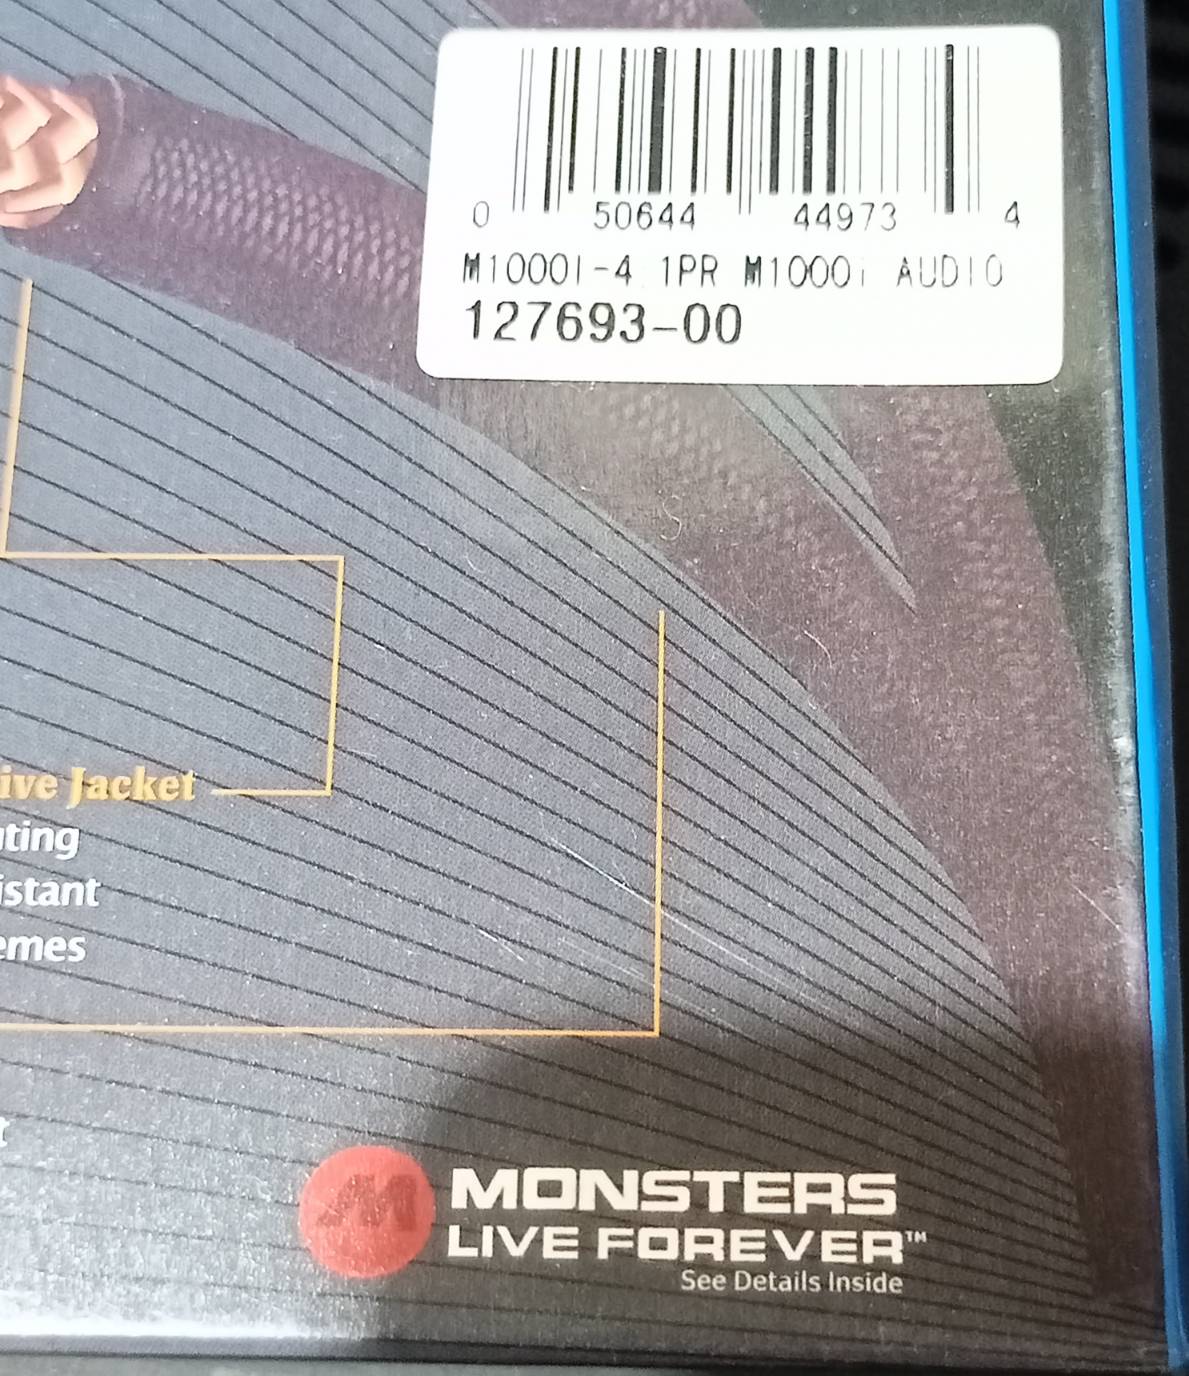 0 50644 44973 4
M1000I-4 1PR M1000i AUDIO
127693-00
ive Jacket
ting
istant
emes
t
MONSTERS
LIVE FOREVER™
See Details Inside